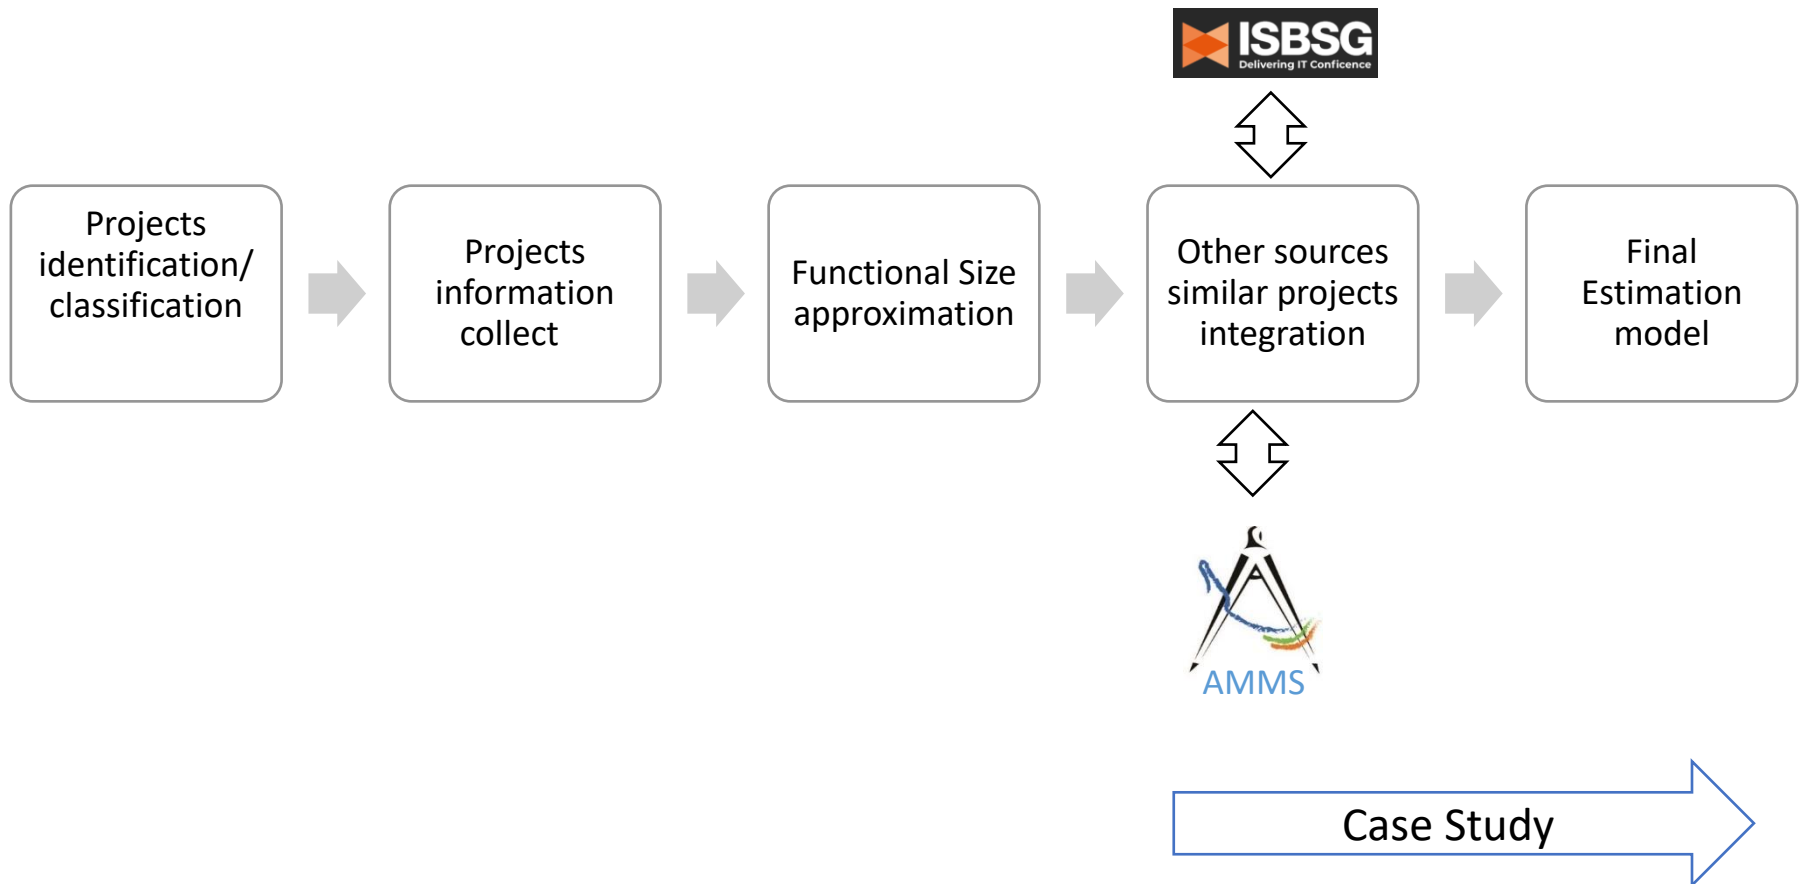 ISBSG
Delivering IT Conficence
Projects
identification/
classification
Projects
information
collect
Functional Size
approximation
Other sources
similar projects
integration
Final
Estimation
model
AMMS
Case Study